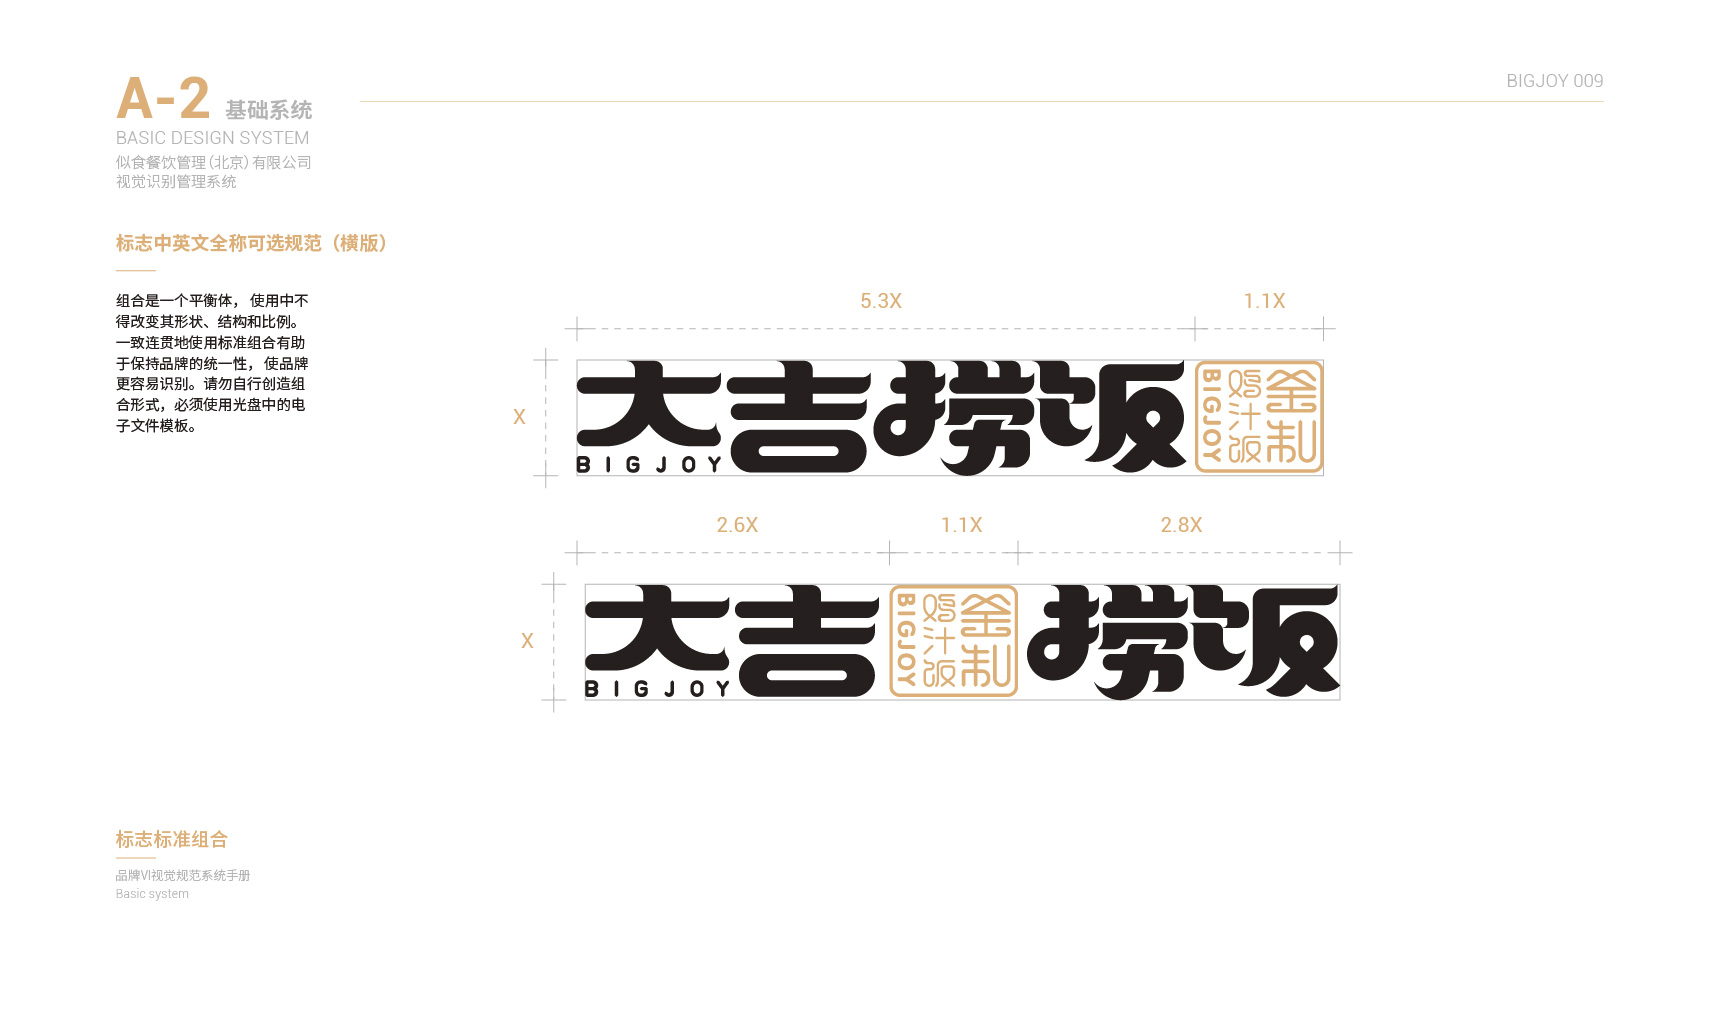 A-2 基础系统
BIGJOY 009
BASIC DESIGN SYSTEM
似食餐饮管理(北京)有限公司
视觉识别管理系统
标志中英文全称可选规范（横版）
组合是一个平衡体， 使用中不
得改变其形状、结构和比例。
一致连贯地使用标准组合有助
于保持品牌的统一性， 使品牌
更容易识别。请勿自行创造组
合形式，必须使用光盘中的电
子文件模板。
5.3X
1.1X
X
大吉捞饭
BIGJOY
金制
鸡汁饭
BIGJOY
2.6X
1.1X
2.8X
X
大吉
BIGJOY
金制
鸡汁饭
BIGJOY
捞饭
标志标准组合
品牌VI视觉规范系统手册
Basic system